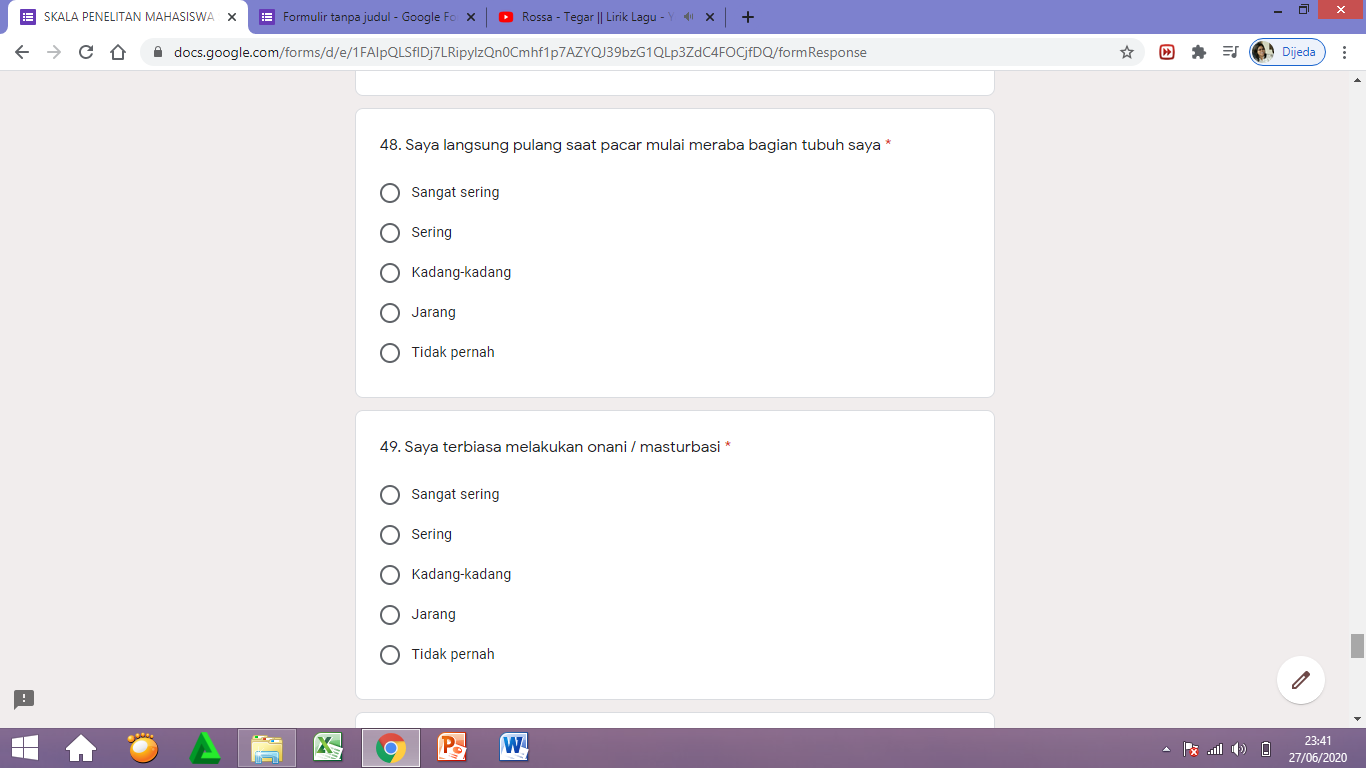 SKALA PENELITAN MAHASISWA
Formulir tanpa judul - Google Fo
Rossa - Tegar || Lirik Lagu - Y
docs.google.com/forms/d/e/1FAIpQLSfIDj7LRipyIzQn0Cmhf1p7AZYQJ39bzG1QLp3ZdC4FOCjfDQ/formResponse
Dijeda
48. Saya langsung pulang saat pacar mulai meraba bagian tubuh saya *
Sangat sering
Sering
Kadang-kadang
Jarang
Tidak pernah
49. Saya terbiasa melakukan onani / masturbasi *
Sangat sering
Sering
Kadang-kadang
Jarang
Tidak pernah
23:41
27/06/2020